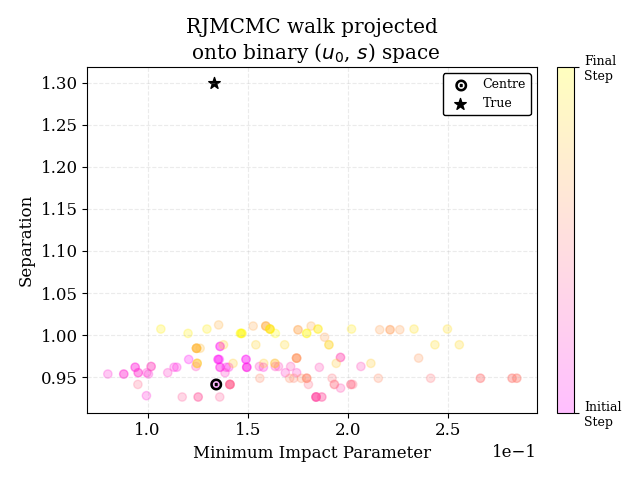 RJMCMC walk projected
onto binary (u₀, s) space
Final
Step
1.30
1.25
1.20
1.15
1.10
1.05
1.00
0.95
Separation
Centre
True
Initial
Step
1.0
1.5
2.0
2.5
1e−1
Minimum Impact Parameter